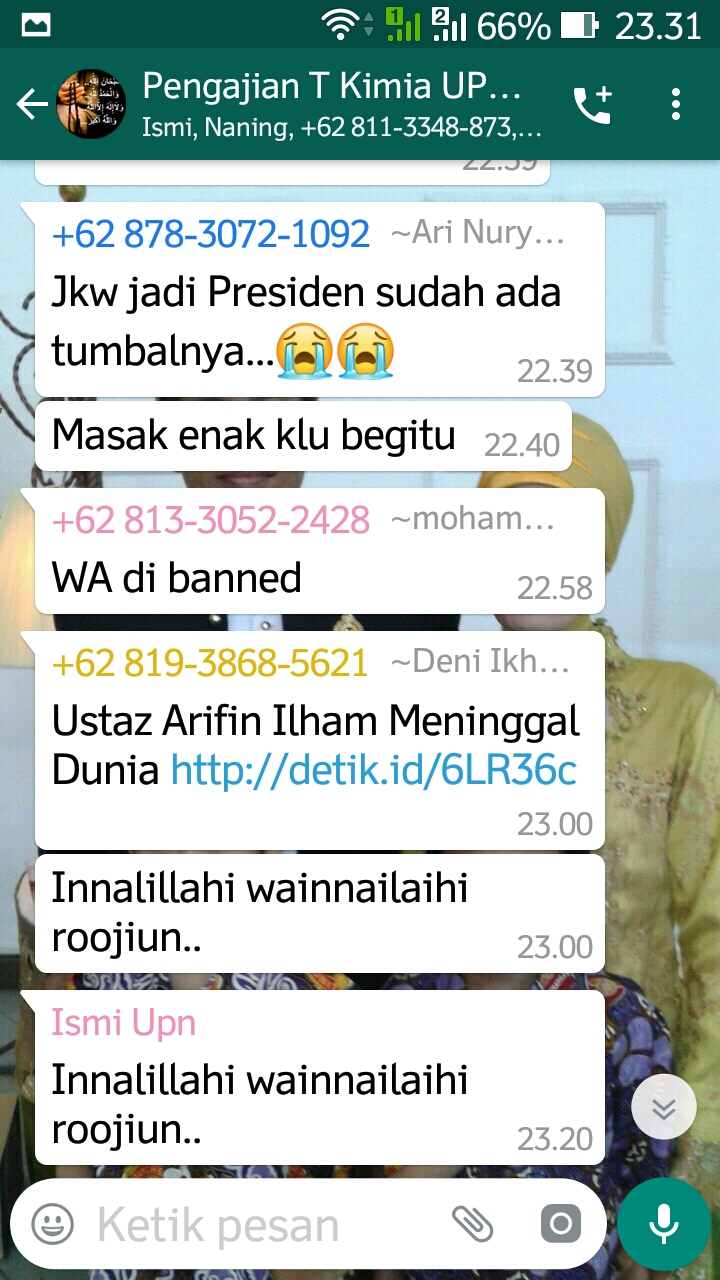 1 2 66% 23.31
Pengajian T Kimia UP...
Ismi, Naning, +62 811-3348-873,...
22.39
+62 878-3072-1092 ~Ari Nury...
Jkw jadi Presiden sudah ada
tumbalnya...😭😭 22.39
Masak enak klu begitu 22.40
+62 813-3052-2428 ~moham...
WA di banned 22.58
+62 819-3868-5621 ~Deni Ikh...
Ustaz Arifin Ilham Meninggal
Dunia http://detik.id/6LR36c
23.00
Innalillahi wainnailaihi
roojiun.. 23.00
Ismi Upn
Innalillahi wainnailaihi
roojiun.. 23.20
Ketik pesan